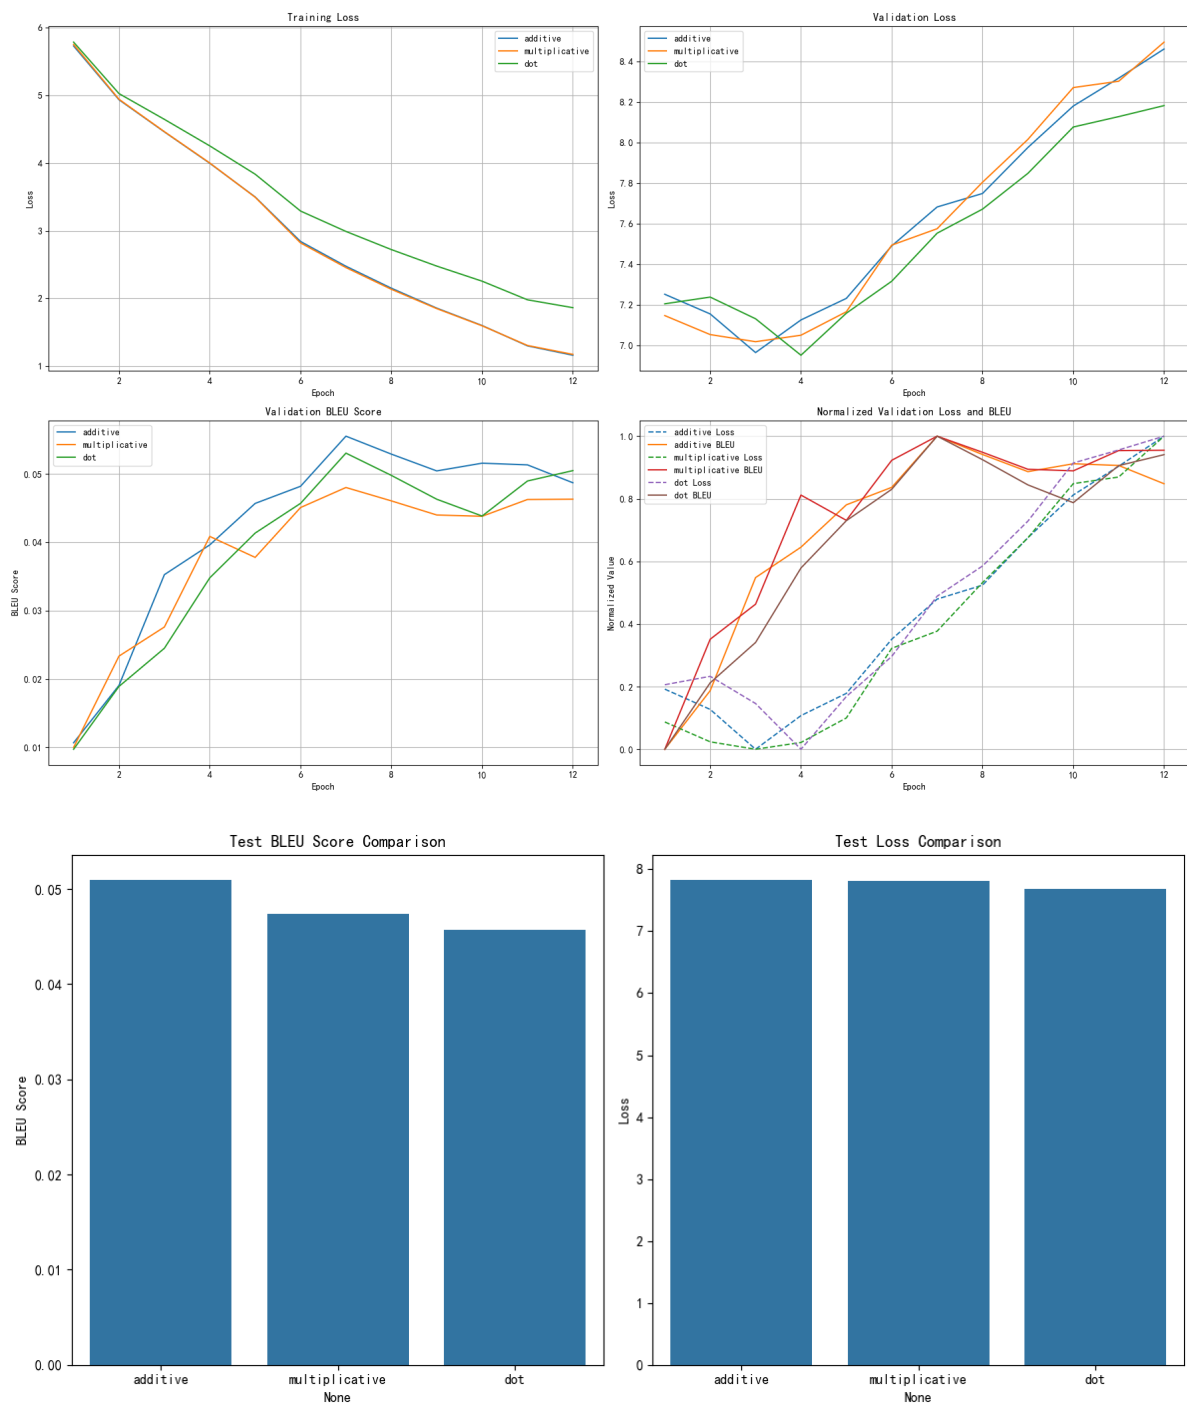 Training Loss
6
5
4
3
2
1
Loss
additive
multiplicative
dot
2
4
6
8
10
12
Epoch
Validation Loss
8.4
8.2
8.0
7.8
7.6
7.4
7.2
7.0
Loss
additive
multiplicative
dot
2
4
6
8
10
12
Epoch
Validation BLEU Score
0.05
0.04
0.03
0.02
0.01
BLEU Score
additive
multiplicative
dot
2
4
6
8
10
12
Epoch
Normalized Validation Loss and BLEU
1.0
0.8
0.6
0.4
0.2
0.0
Normalized Value
additive Loss
additive BLEU
multiplicative Loss
multiplicative BLEU
dot Loss
dot BLEU
2
4
6
8
10
12
Epoch
Test BLEU Score Comparison
0.05
0.04
0.03
0.02
0.01
0.00
BLEU Score
additive
multiplicative
dot
None
Test Loss Comparison
8
7
6
5
4
3
2
1
0
Loss
additive
multiplicative
dot
None